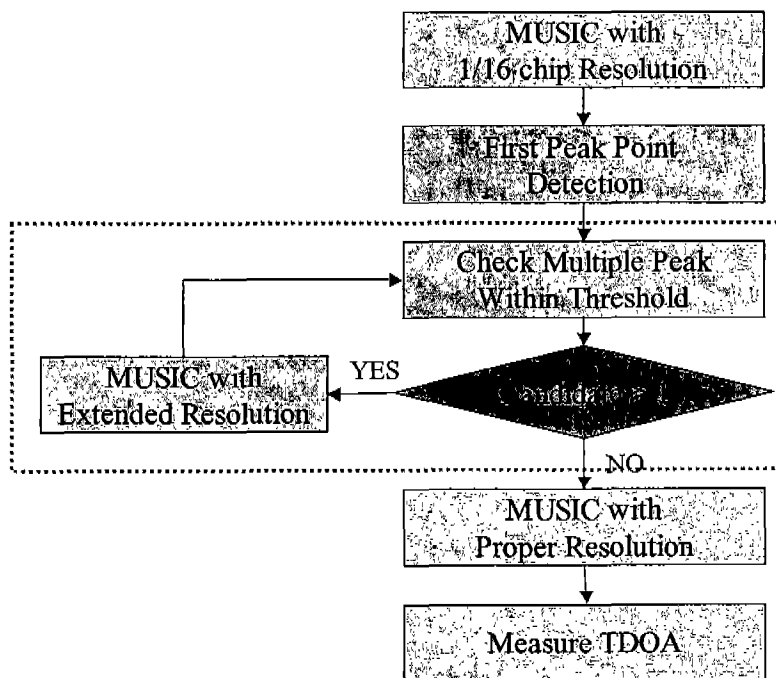 MUSIC with
1/16-chip Resolution
First Peak Point
Detection
Check Multiple Peak
Within Threshold
MUSIC with
Extended Resolution
YES
Candidate
NO
MUSIC with
Proper Resolution
Measure TDOA